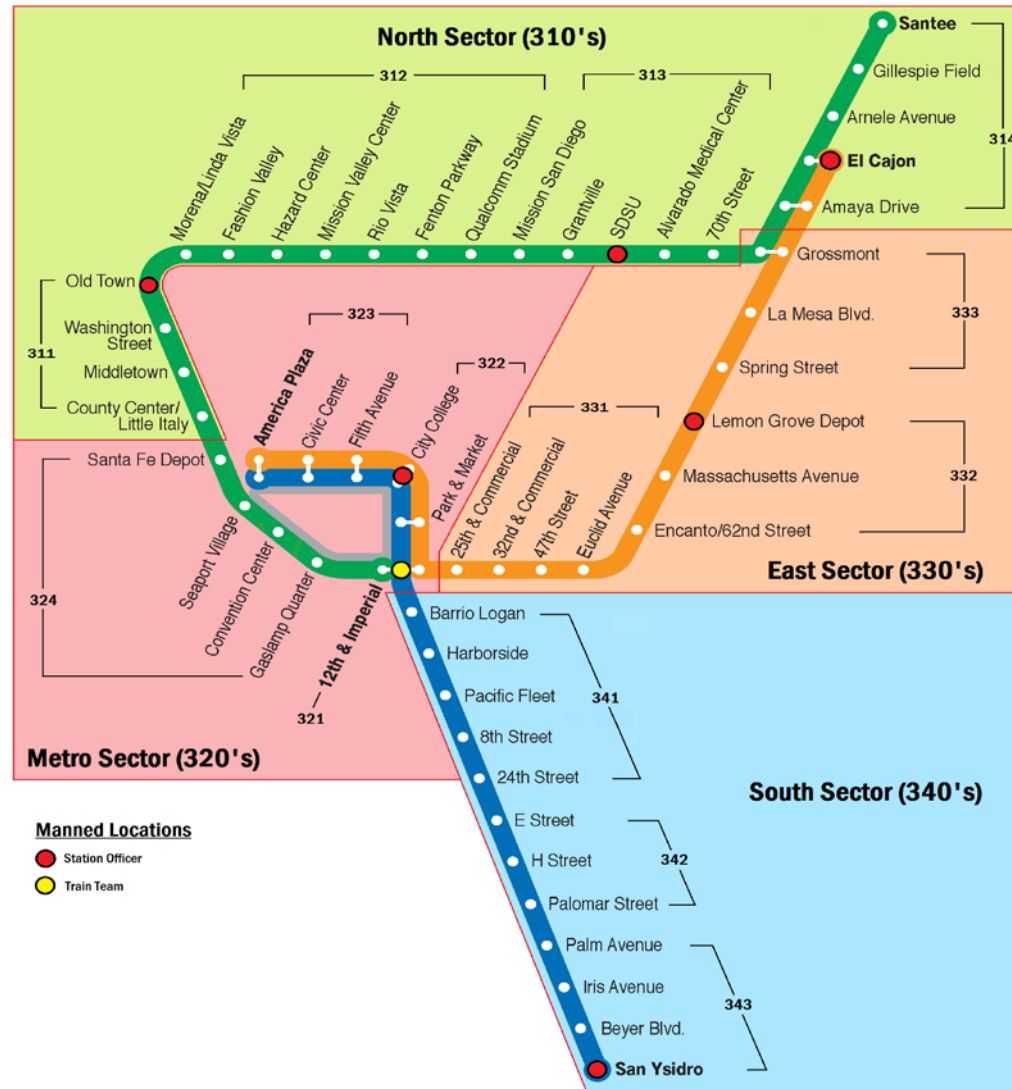 North Sector (310's)
312
313
314
Santee
Gillespie Field
Arnele Avenue
El Cajon
Amaya Drive
Morena/Linda Vista
Fashion Valley
Hazard Center
Mission Valley Center
Rio Vista
Fenton Parkway
Qualcomm Stadium
Mission San Diego
Grantville
SDSU
Alvarado Medical Center
70th Street
Old Town
311
Washington
Street
Middletown
County Center/
Little Italy
Grossmont
333
La Mesa Blvd.
Spring Street
Lemon Grove Depot
332
Massachusetts Avenue
Encanto/62nd Street
East Sector (330's)
331
25th & Commercial
32nd & Commercial
47th Street
Euclid Avenue
323
322
America Plaza
Civic Center
Fifth Avenue
City College
Park & Market
Santa Fe Depot
324
Seaport Village
Convention Center
Gaslamp Quarter
12th & Imperial
321
Metro Sector (320's)
Barrio Logan
Harborside
341
Pacific Fleet
8th Street
24th Street
South Sector (340's)
E Street
H Street
342
Palomar Street
Palm Avenue
Iris Avenue
343
Beyer Blvd.
San Ysidro
Manned Locations
Station Officer
Train Team